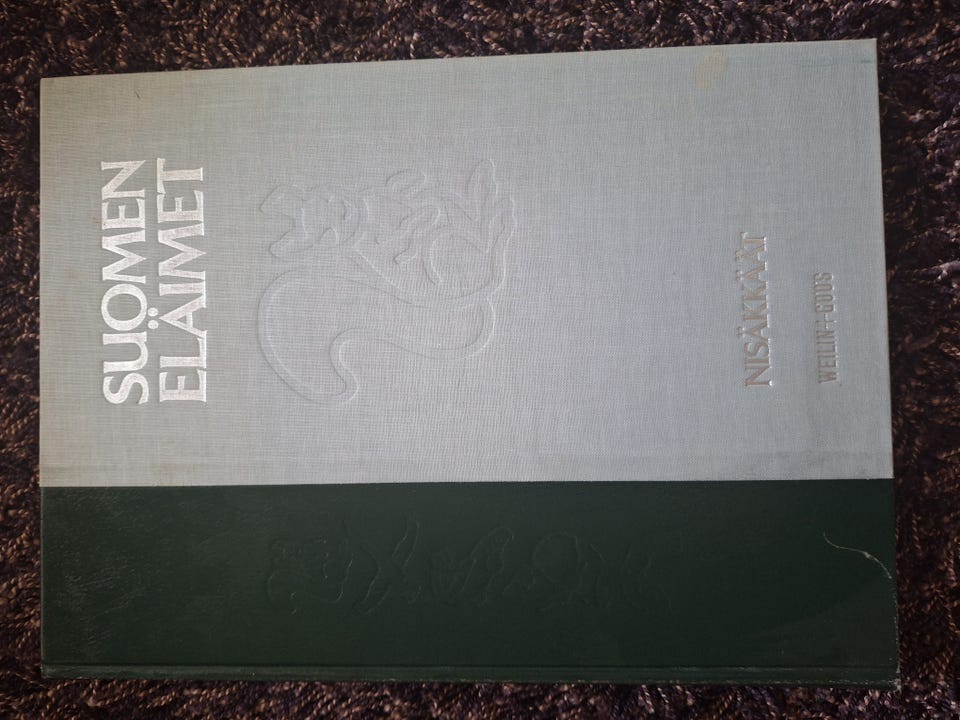 SUOMEN
ELÄIMET
NISÄKKÄÄT
WEILIN+GÖÖS